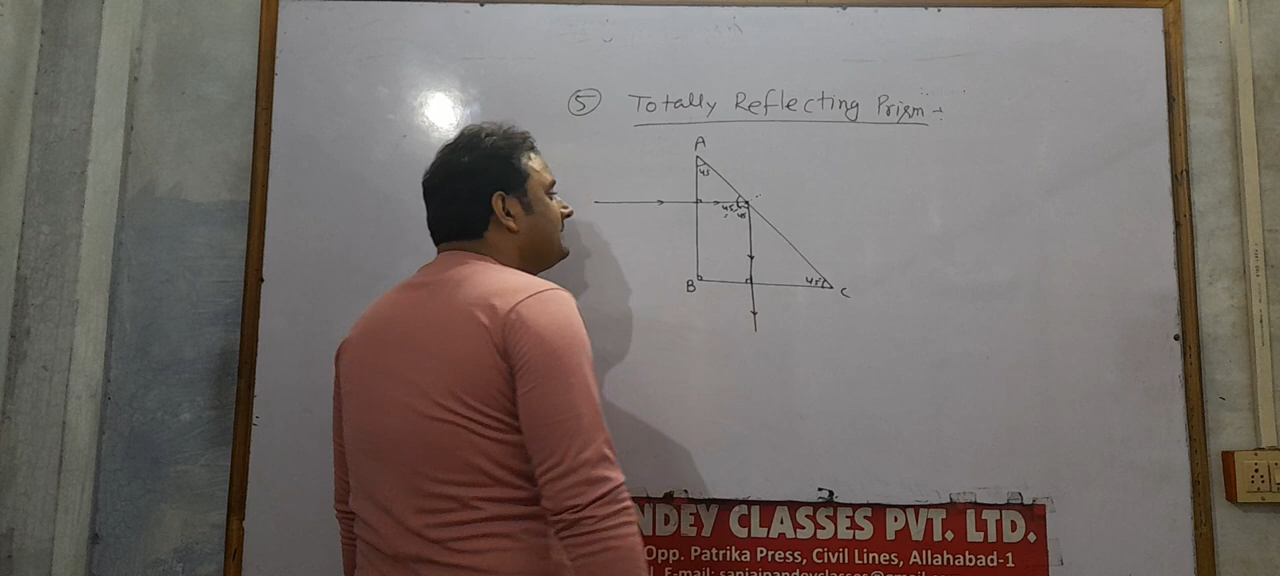 ⑤ Totally Reflecting Prism →
A
45
45 45
B 45 C
NDEY CLASSES PVT. LTD.
Opp. Patrika Press, Civil Lines, Allahabad-1
E-mail: